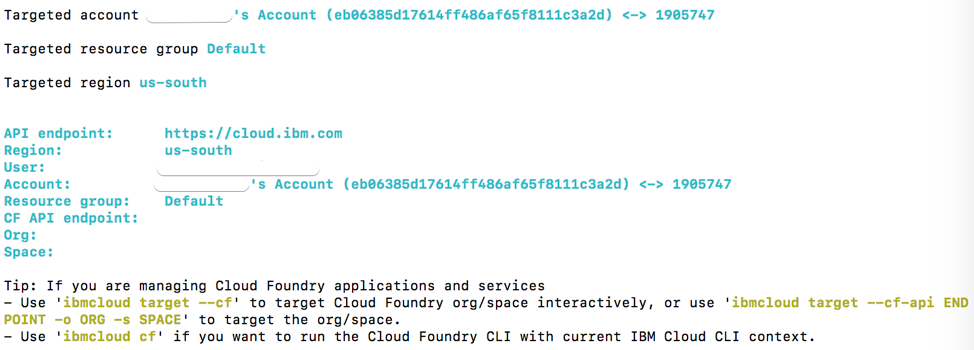 Targeted account 's Account (eb06385d17614ff486af65f8111c3a2d) <-> 1905747
Targeted resource group Default
Targeted region us-south
API endpoint: https://cloud.ibm.com
Region: us-south
User:
Account: 's Account (eb06385d17614ff486af65f8111c3a2d) <-> 1905747
Resource group: Default
CF API endpoint:
Org:
Space:
Tip: If you are managing Cloud Foundry applications and services
- Use 'ibmcloud target --cf' to target Cloud Foundry org/space interactively, or use 'ibmcloud target --cf-api END
POINT -o ORG -s SPACE' to target the org/space.
- Use 'ibmcloud cf' if you want to run the Cloud Foundry CLI with current IBM Cloud CLI context.